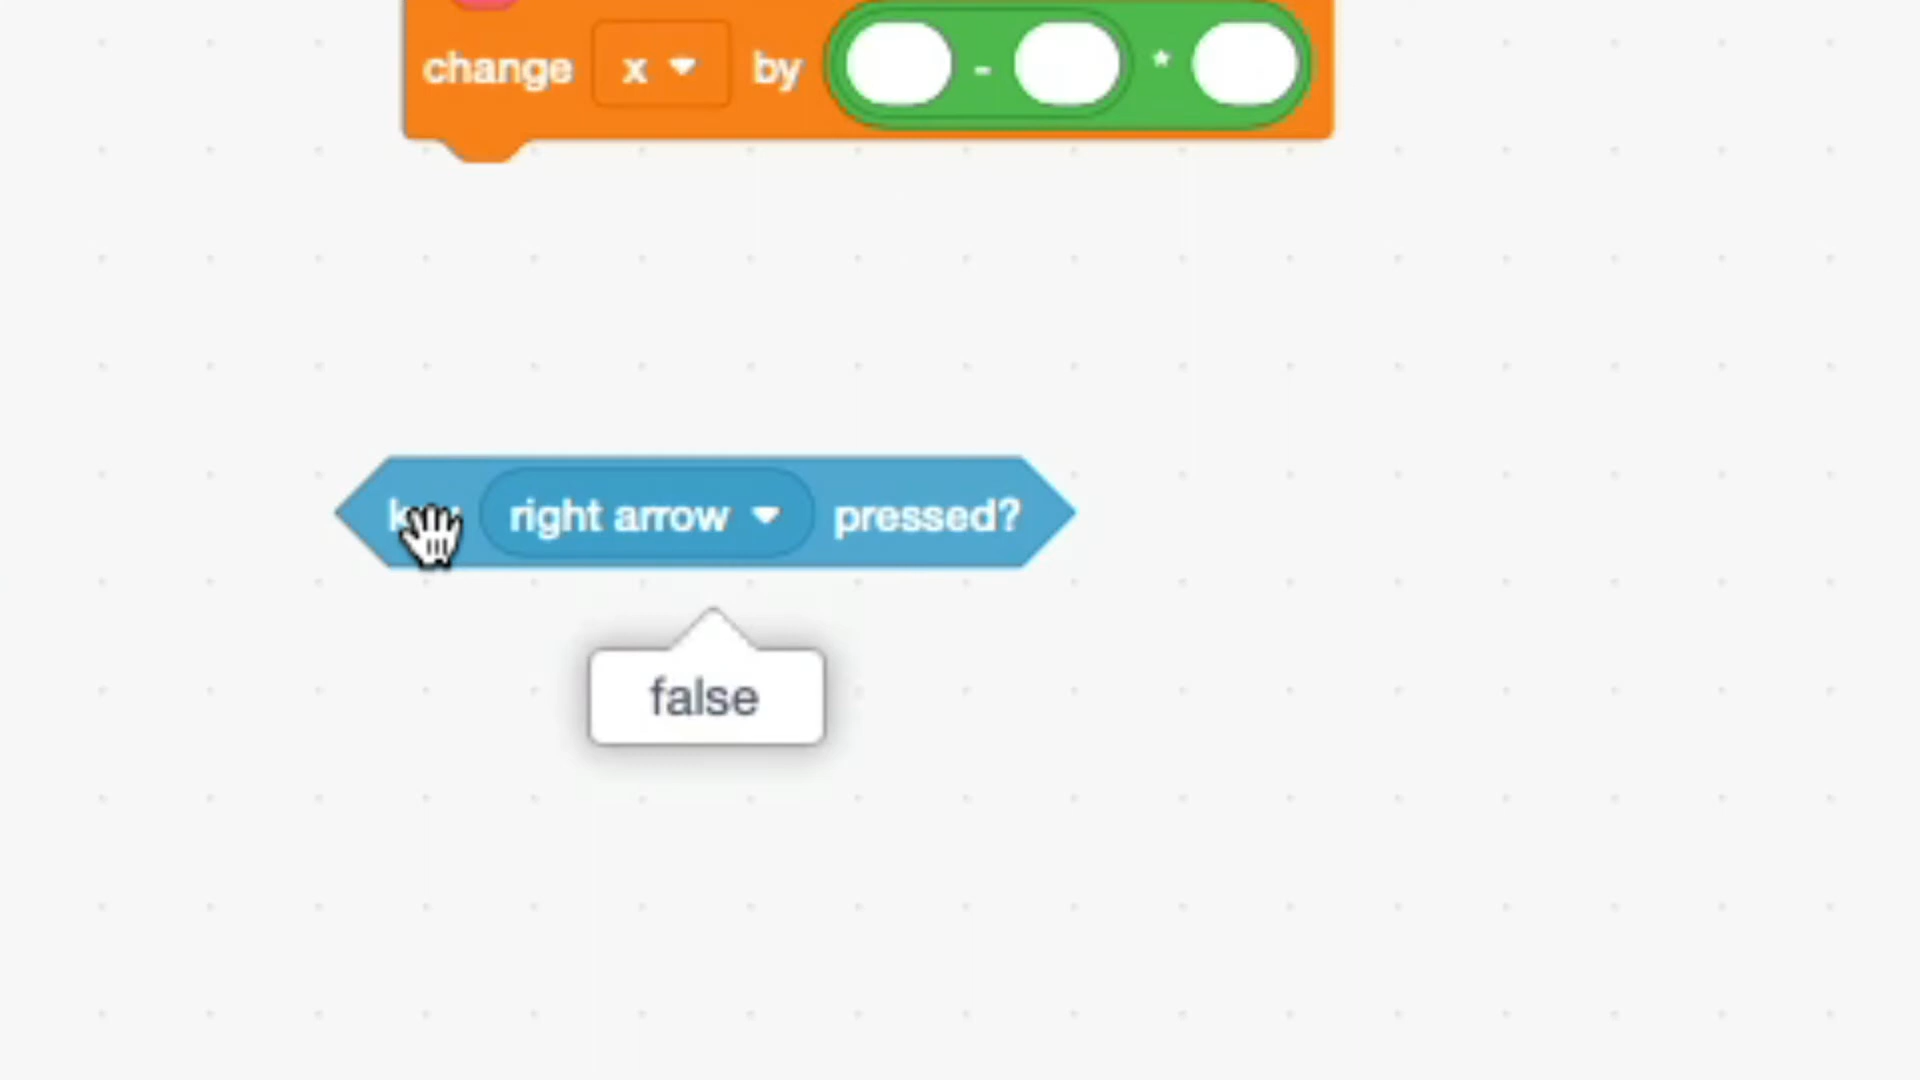 change x by - *
right arrow pressed?
false